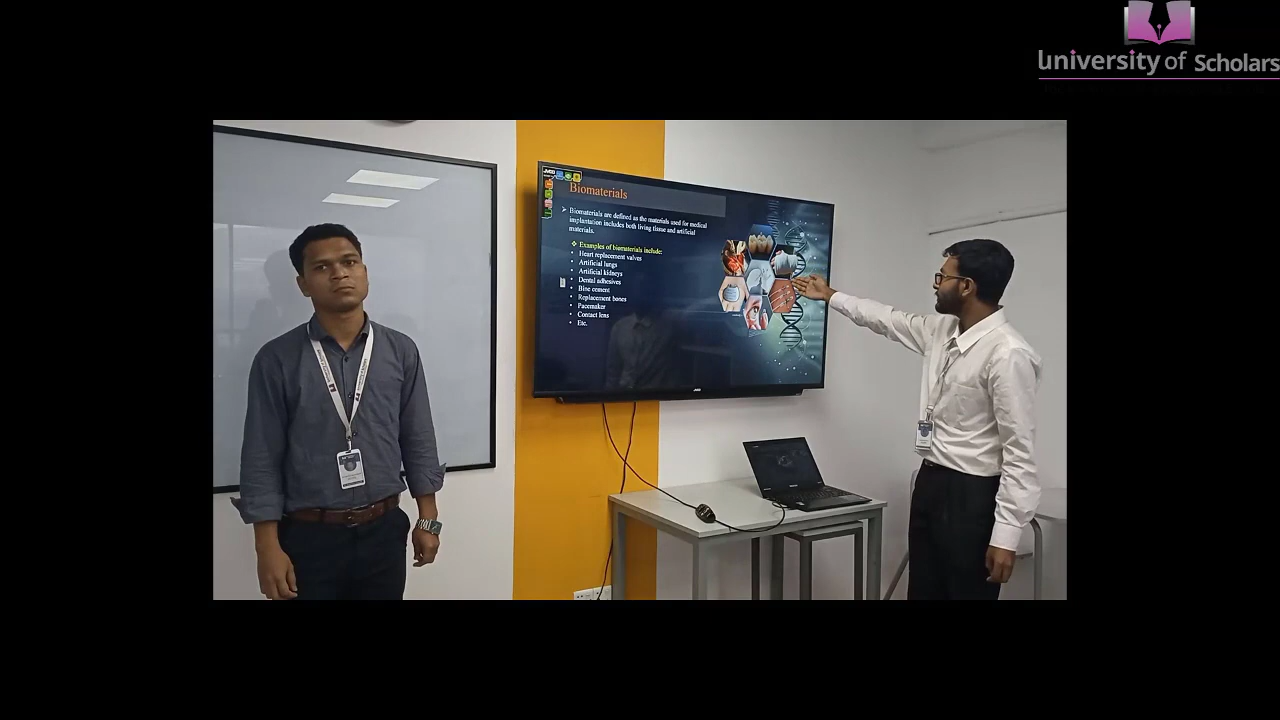 University of Scholars
JVCO
Biomaterials
➢ Biomaterials are defined as the materials used for medical
implantation includes both living tissue and artificial
materials.
❖ Examples of biomaterials include:
• Heart replacement valves
• Artificial lungs
• Artificial kidneys
• Dental adhesives
• Bine cement
• Replacement bones
• Pacemaker
• Contact lens
• Etc.